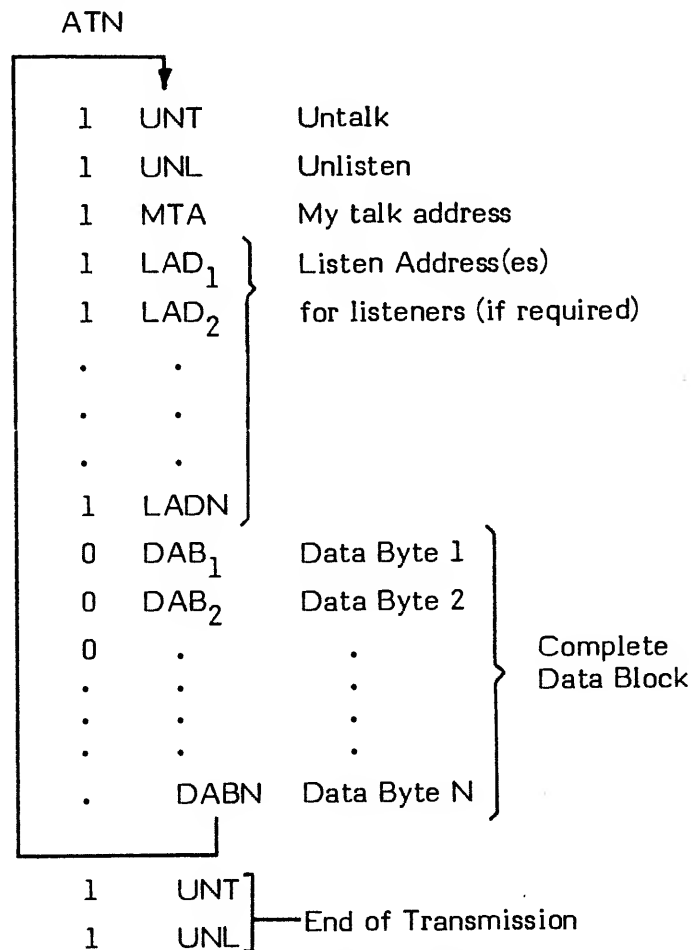 ATN
1 UNT Untalk
1 UNL Unlisten
1 MTA My talk address
1 LAD1 Listen Address(es)
1 LAD2 for listeners (if required)
. .
. .
. .
1 LADN
0 DAB1 Data Byte 1
0 DAB2 Data Byte 2
0 . . Complete
. . . Data Block
. . .
. . .
. DABN Data Byte N
1 UNT
End of Transmission
1 UNL